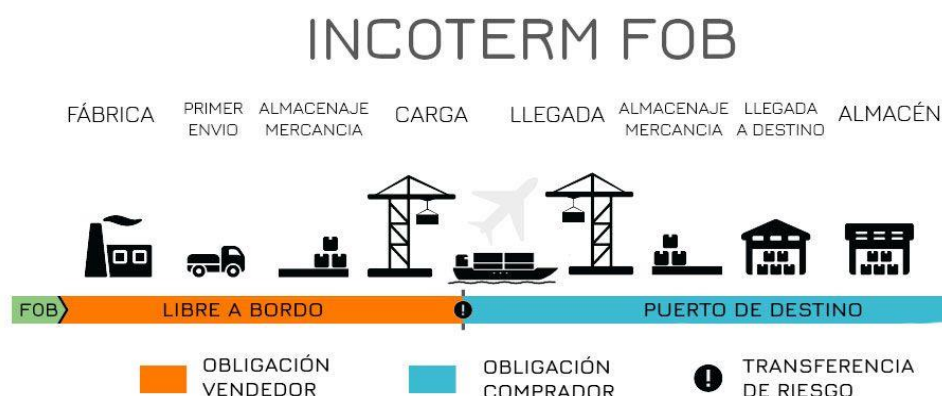 INCOTERM FOB
FÁBRICA
PRIMER
ENVIO
ALMACENAJE
MERCANCIA
CARGA
LLEGADA
ALMACENAJE
MERCANCIA
LLEGADA
A DESTINO
ALMACÉN
FOB
LIBRE A BORDO
!
PUERTO DE DESTINO
OBLIGACIÓN
VENDEDOR
OBLIGACIÓN
COMPRADOR
!
TRANSFERENCIA
DE RIESGO